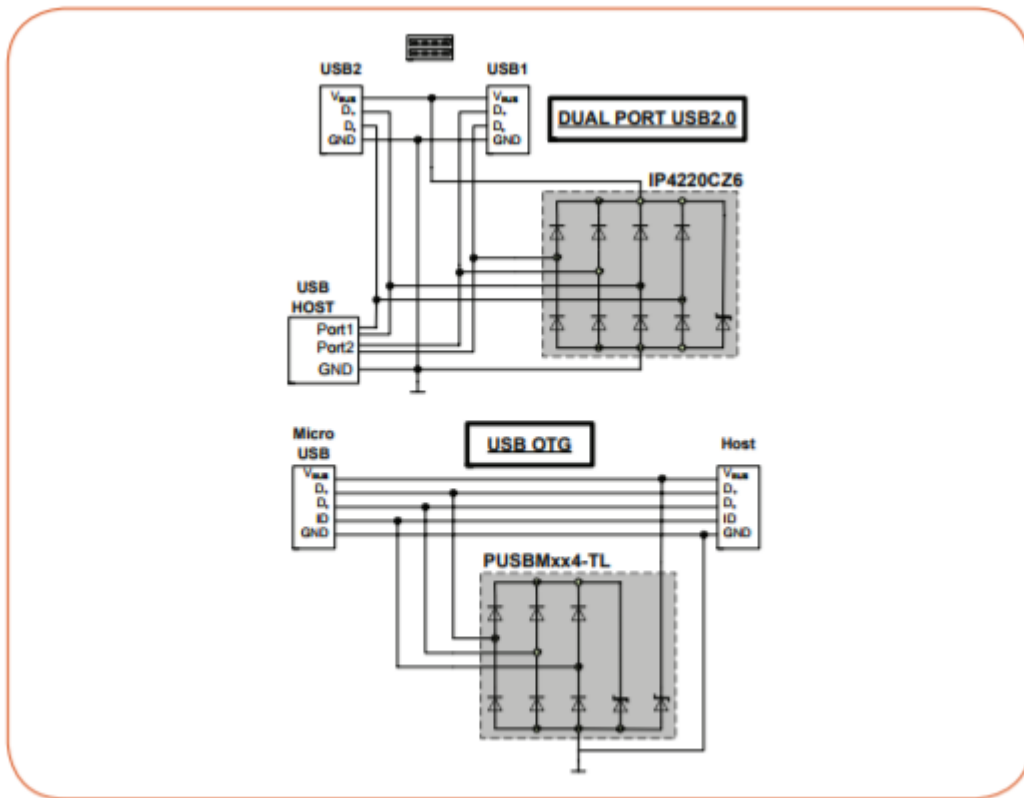 USB2
USB1
VBUS
D+
D-
GND
VBUS
D+
D-
GND
DUAL PORT USB2.0
IP4220CZ6
USB
HOST
Port1
Port2
GND
Micro
USB
USB OTG
Host
VBUS
D+
D-
ID
GND
VBUS
D+
D-
ID
GND
PUSBMxx4-TL